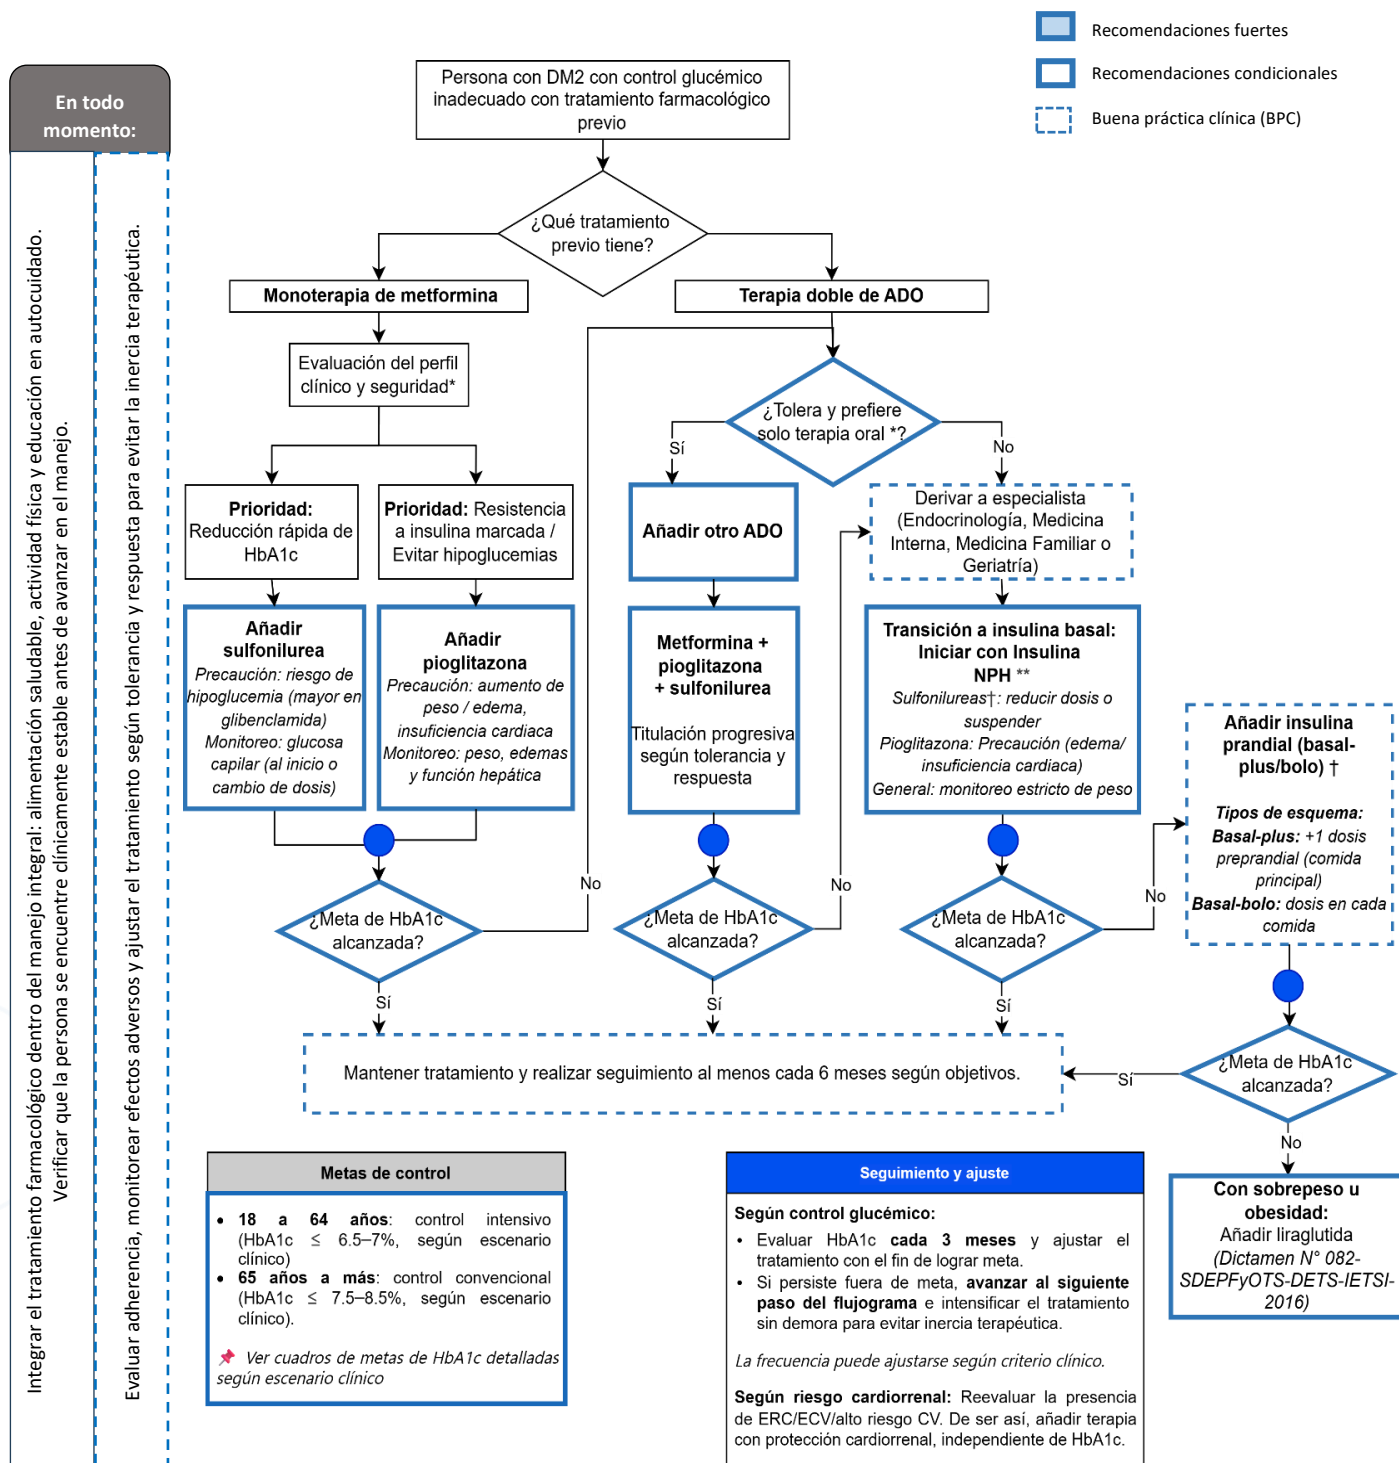 Recomendaciones fuertes
Recomendaciones condicionales
Buena práctica clínica (BPC)
En todo
momento:
Integrar el tratamiento farmacológico dentro del manejo integral: alimentación saludable, actividad física y educación en autocuidado.
Verificar que la persona se encuentre clínicamente estable antes de avanzar en el manejo.
Evaluar adherencia, monitorear efectos adversos y ajustar el tratamiento según tolerancia y respuesta para evitar la inercia terapéutica.
Persona con DM2 con control glucémico
inadecuado con tratamiento farmacológico
previo
¿Qué tratamiento
previo tiene?
Monoterapia de metformina
Terapia doble de ADO
Evaluación del perfil
clínico y seguridad*
¿Tolera y prefiere
solo terapia oral *?
Sí
No
Prioridad:
Reducción rápida de
HbA1c
Prioridad: Resistencia
a insulina marcada /
Evitar hipoglucemias
Añadir otro ADO
Derivar a especialista
(Endocrinología, Medicina
Interna, Medicina Familiar o
Geriatría)
Añadir
sulfonilurea
Precaución: riesgo de
hipoglucemia (mayor en
glibenclamida)
Monitoreo: glucosa
capilar (al inicio o
cambio de dosis)
Añadir
pioglitazona
Precaución: aumento de
peso / edema,
insuficiencia cardiaca
Monitoreo: peso, edemas
y función hepática
Metformina +
pioglitazona
+ sulfonilurea
Titulación progresiva
según tolerancia y
respuesta
Transición a insulina basal:
Iniciar con Insulina
NPH **
Sulfonilureas†: reducir dosis o
suspender
Pioglitazona: Precaución (edema/
insuficiencia cardiaca)
General: monitoreo estricto de peso
Añadir insulina
prandial (basal-
plus/bolo) †
Tipos de esquema:
Basal-plus: +1 dosis
preprandial (comida
principal)
Basal-bolo: dosis en cada
comida
¿Meta de HbA1c
alcanzada?
No
Sí
¿Meta de HbA1c
alcanzada?
No
Sí
¿Meta de HbA1c
alcanzada?
No
Sí
¿Meta de HbA1c
alcanzada?
Sí
No
Mantener tratamiento y realizar seguimiento al menos cada 6 meses según objetivos.
Con sobrepeso u
obesidad:
Añadir liraglutida
(Dictamen N° 082-
SDEPFyOTS-DETS-IETSI-
2016)
Metas de control
• 18 a 64 años: control intensivo
(HbA1c ≤ 6.5–7%, según escenario
clínico)
• 65 años a más: control convencional
(HbA1c ≤ 7.5–8.5%, según escenario
clínico).
📌 Ver cuadros de metas de HbA1c detalladas
según escenario clínico
Seguimiento y ajuste
Según control glucémico:
• Evaluar HbA1c cada 3 meses y ajustar el
tratamiento con el fin de lograr meta.
• Si persiste fuera de meta, avanzar al siguiente
paso del flujograma e intensificar el tratamiento
sin demora para evitar inercia terapéutica.
La frecuencia puede ajustarse según criterio clínico.
Según riesgo cardiorrenal: Reevaluar la presencia
de ERC/ECV/alto riesgo CV. De ser así, añadir terapia
con protección cardiorrenal, independiente de HbA1c.